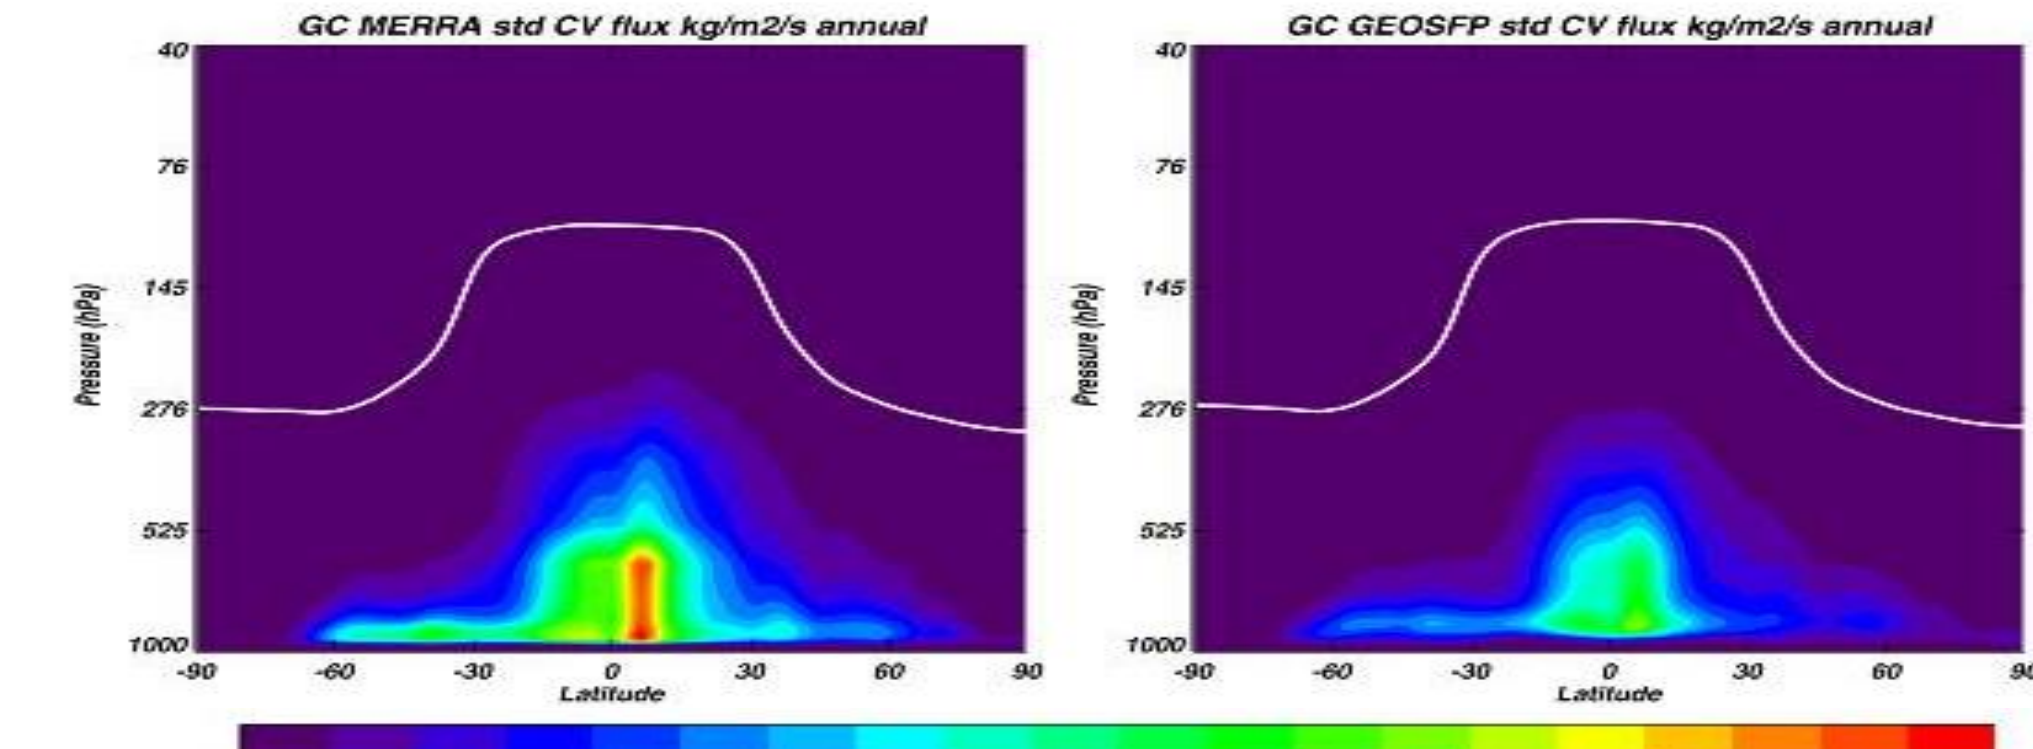 GC MERRA std CV flux kg/m2/s annual
40
76
145
276
525
1000
Pressure (hPa)
-90 -60 -30 0 30 60 90
Latitude
GC GEOSFP std CV flux kg/m2/s annual
40
76
145
276
525
1000
Pressure (hPa)
-90 -60 -30 0 30 60
Latitude